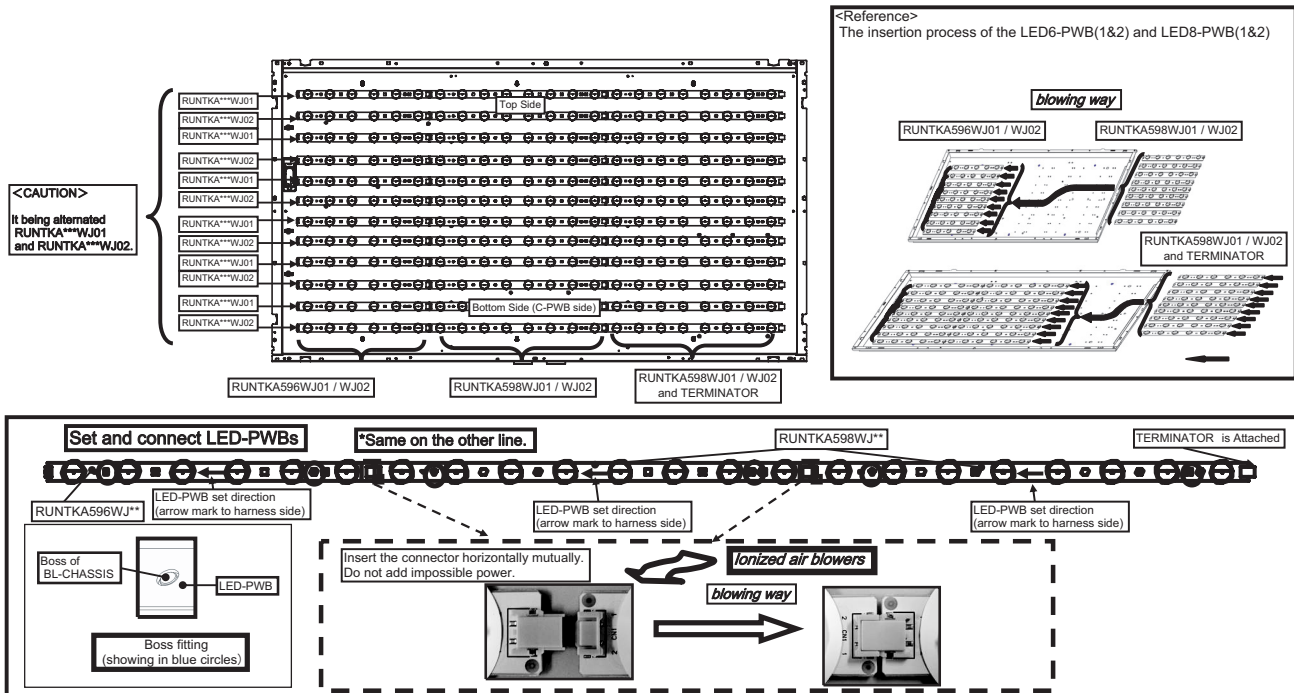 <CAUTION>
It being alternated
RUNTKA***WJ01
and RUNTKA***WJ02.
RUNTKA***WJ01
RUNTKA***WJ02
RUNTKA***WJ01
RUNTKA***WJ02
RUNTKA***WJ01
RUNTKA***WJ02
RUNTKA***WJ01
RUNTKA***WJ02
RUNTKA***WJ01
RUNTKA***WJ02
RUNTKA***WJ01
RUNTKA***WJ02
Top Side
Bottom Side (C-PWB side)
RUNTKA596WJ01 / WJ02
RUNTKA598WJ01 / WJ02
RUNTKA598WJ01 / WJ02
and TERMINATOR
<Reference>
The insertion process of the LED6-PWB(1&2) and LED8-PWB(1&2)
blowing way
RUNTKA596WJ01 / WJ02
RUNTKA598WJ01 / WJ02
RUNTKA598WJ01 / WJ02
and TERMINATOR
Set and connect LED-PWBs
*Same on the other line.
RUNTKA598WJ**
TERMINATOR is Attached
RUNTKA596WJ**
LED-PWB set direction
(arrow mark to harness side)
LED-PWB set direction
(arrow mark to harness side)
LED-PWB set direction
(arrow mark to harness side)
Boss of
BL-CHASSIS
LED-PWB
Boss fitting
(showing in blue circles)
Insert the connector horizontally mutually.
Do not add impossible power.
Ionized air blowers
blowing way
2 CN1